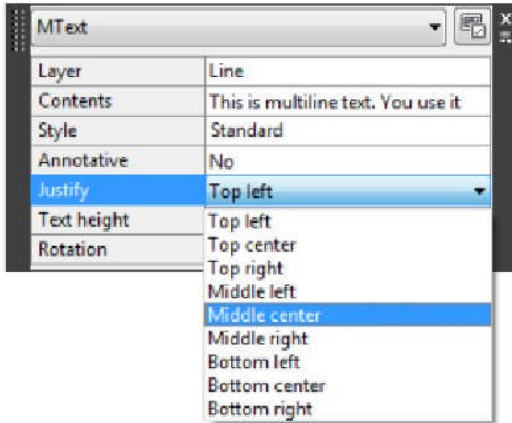 MText
Layer Line
Contents This is multiline text. You use it
Style Standard
Annotative No
Justify Top left
Text height Top left
Top center
Rotation
Top right
Middle left
Middle center
Middle right
Bottom left
Bottom center
Bottom right